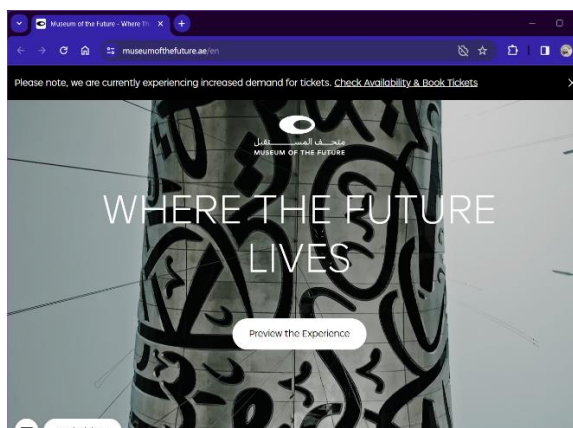 Museum of the Future - Where Th
museumofthefuture.ae/en
Please note, we are currently experiencing increased demand for tickets. Check Availability & Book Tickets
متحف المستقبل
MUSEUM OF THE FUTURE
WHERE THE FUTURE
LIVES
Preview the Experience